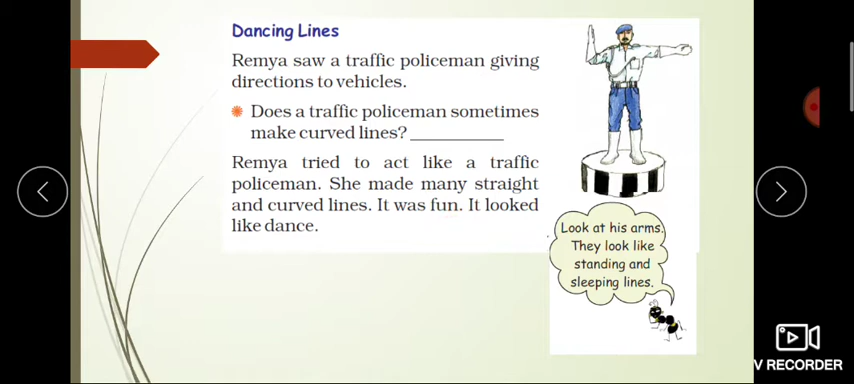 Dancing Lines
Remya saw a traffic policeman giving
directions to vehicles.
Does a traffic policeman sometimes
make curved lines? __________
Remya tried to act like a traffic
policeman. She made many straight
and curved lines. It was fun. It looked
like dance.
Look at his arms.
They look like
standing and
sleeping lines.
V RECORDER